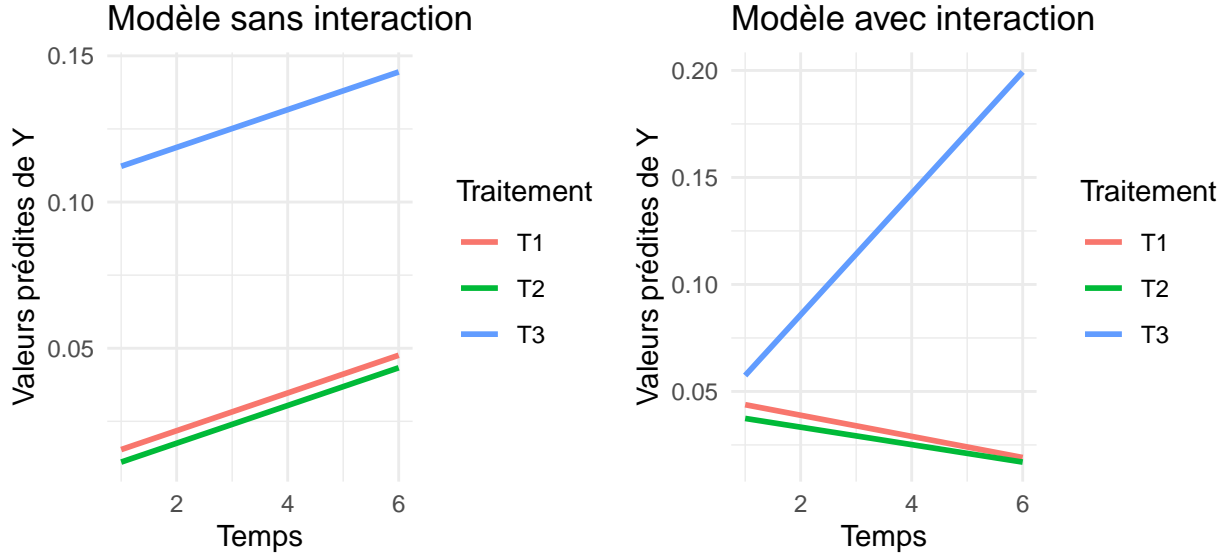 Modèle sans interaction
Valeurs prédites de Y
0.15
0.10
0.05
2 4 6
Temps
Traitement
T1
T2
T3
Modèle avec interaction
Valeurs prédites de Y
0.20
0.15
0.10
0.05
2 4 6
Temps
Traitement
T1
T2
T3